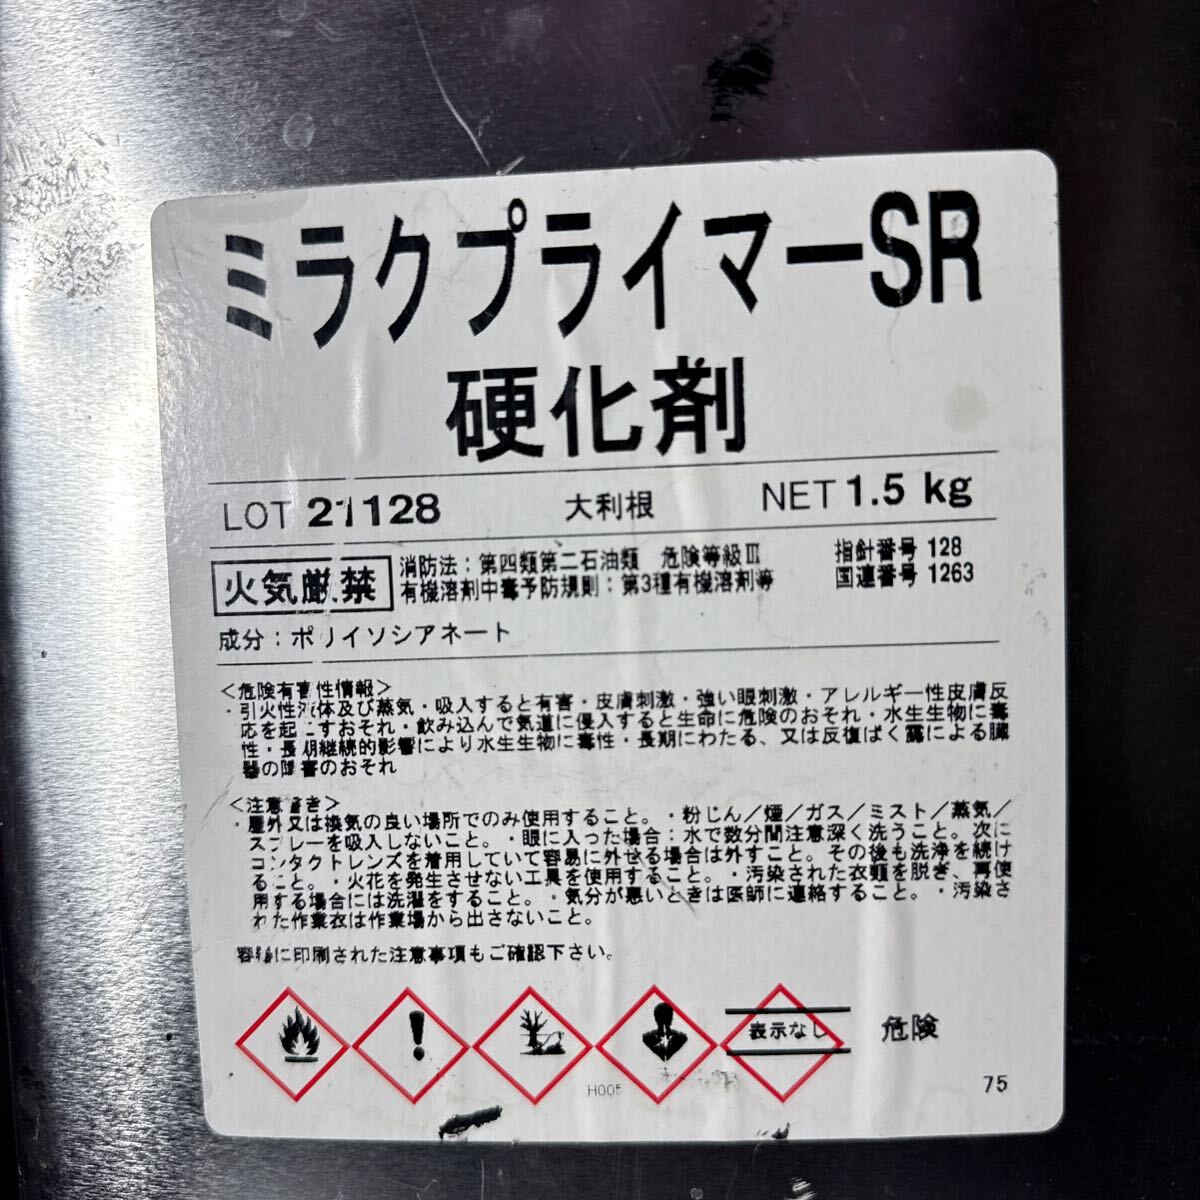 ミラクプライマーSR
硬化剤
LOT 21128 大利根 NET 1.5 kg
火気厳禁
消防法：第四類第二石油類 危険等級Ⅲ 指針番号 128
有機溶剤中毒予防規則：第3種有機溶剤等 国連番号 1263
成分：ポリイソシアネート
＜危険有害性情報＞
・引火性液体及び蒸気・吸入すると有害・皮膚刺激・強い眼刺激・アレルギー性皮膚反
応を起こすおそれ・飲み込んで気道に侵入すると生命に危険のおそれ・水生生物に毒
性・長期継続的影響により水生生物に毒性・長期にわたる、又は反復ばく露による臓
器の障害のおそれ
＜注意書き＞
・屋外又は換気の良い場所でのみ使用すること。・粉じん／煙／ガス／ミスト／蒸気／
スプレーを吸入しないこと。・眼に入った場合：水で数分間注意深く洗うこと。次に
コンタクトレンズを着用していて容易に外せる場合は外すこと。その後も洗浄を続け
ること。・火花を発生させない工具を使用すること。・汚染された衣類を脱ぎ、再使
用する場合には洗濯をすること。・気分が悪いときは医師に連絡すること。・汚染さ
れた作業衣は作業場から出さないこと。
容器に印刷された注意事項もご確認下さい。
表示なし 危険
H005
75